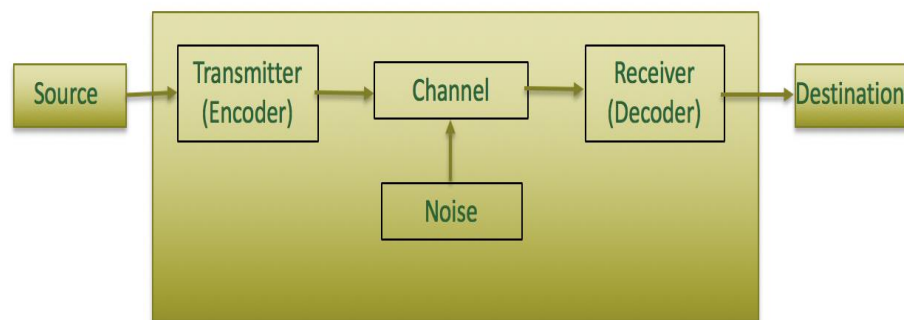 Source
Transmitter
(Encoder)
Channel
Receiver
(Decoder)
Destination
Noise